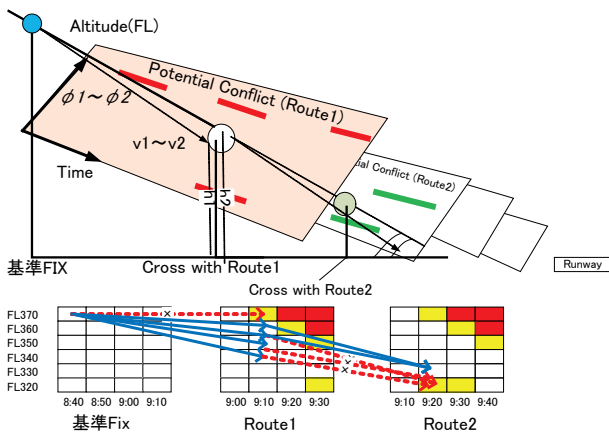 Altitude(FL)
Potential Conflict (Route1)
φ1～φ2
v1～v2
Time
h1
h2
ial Conflict (Route2)
基準FIX
Cross with Route1
Cross with Route2
Runway
FL370
FL360
FL350
FL340
FL330
FL320
8:40 8:50 9:00 9:10
9:00 9:10 9:20 9:30
9:10 9:20 9:30 9:40
基準Fix
Route1
Route2